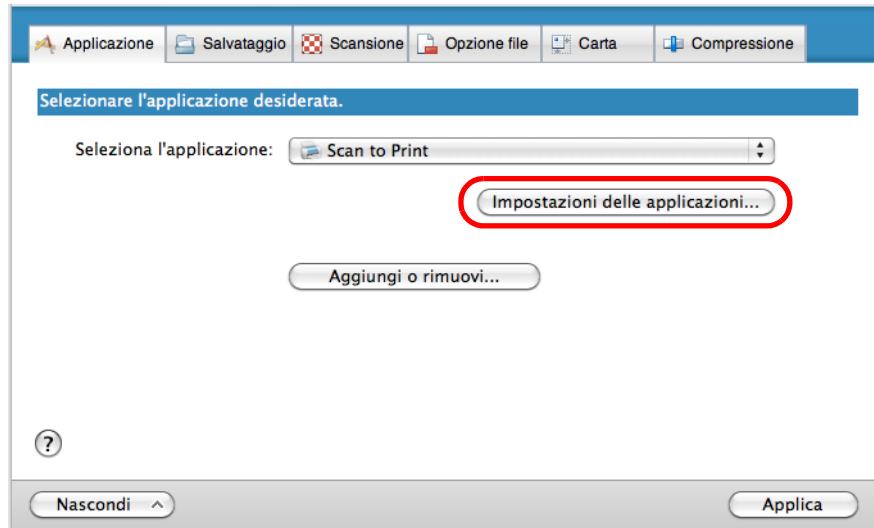 Applicazione Salvataggio Scansione Opzione file Carta Compressione
Selezionare l'applicazione desiderata.
Seleziona l'applicazione: Scan to Print
Impostazioni delle applicazioni...
Aggiungi o rimuovi...
?
Nascondi Applica